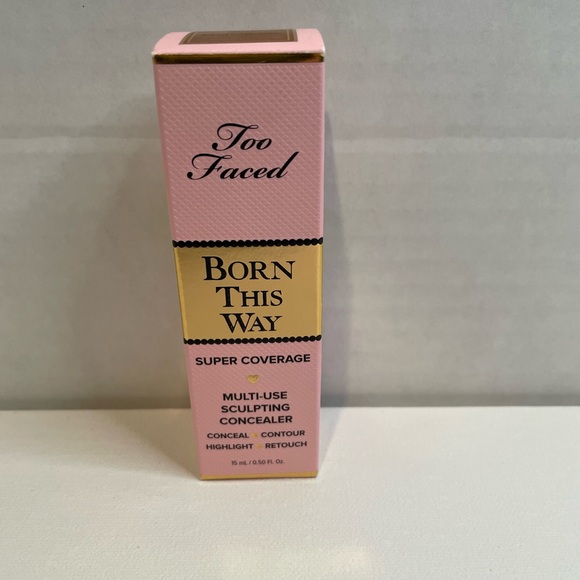 Too
Faced
BORN
THIS
WAY
SUPER COVERAGE
MULTI-USE
SCULPTING
CONCEALER
CONCEAL + CONTOUR
HIGHLIGHT + RETOUCH
15 mL / 0.50 Fl. Oz.